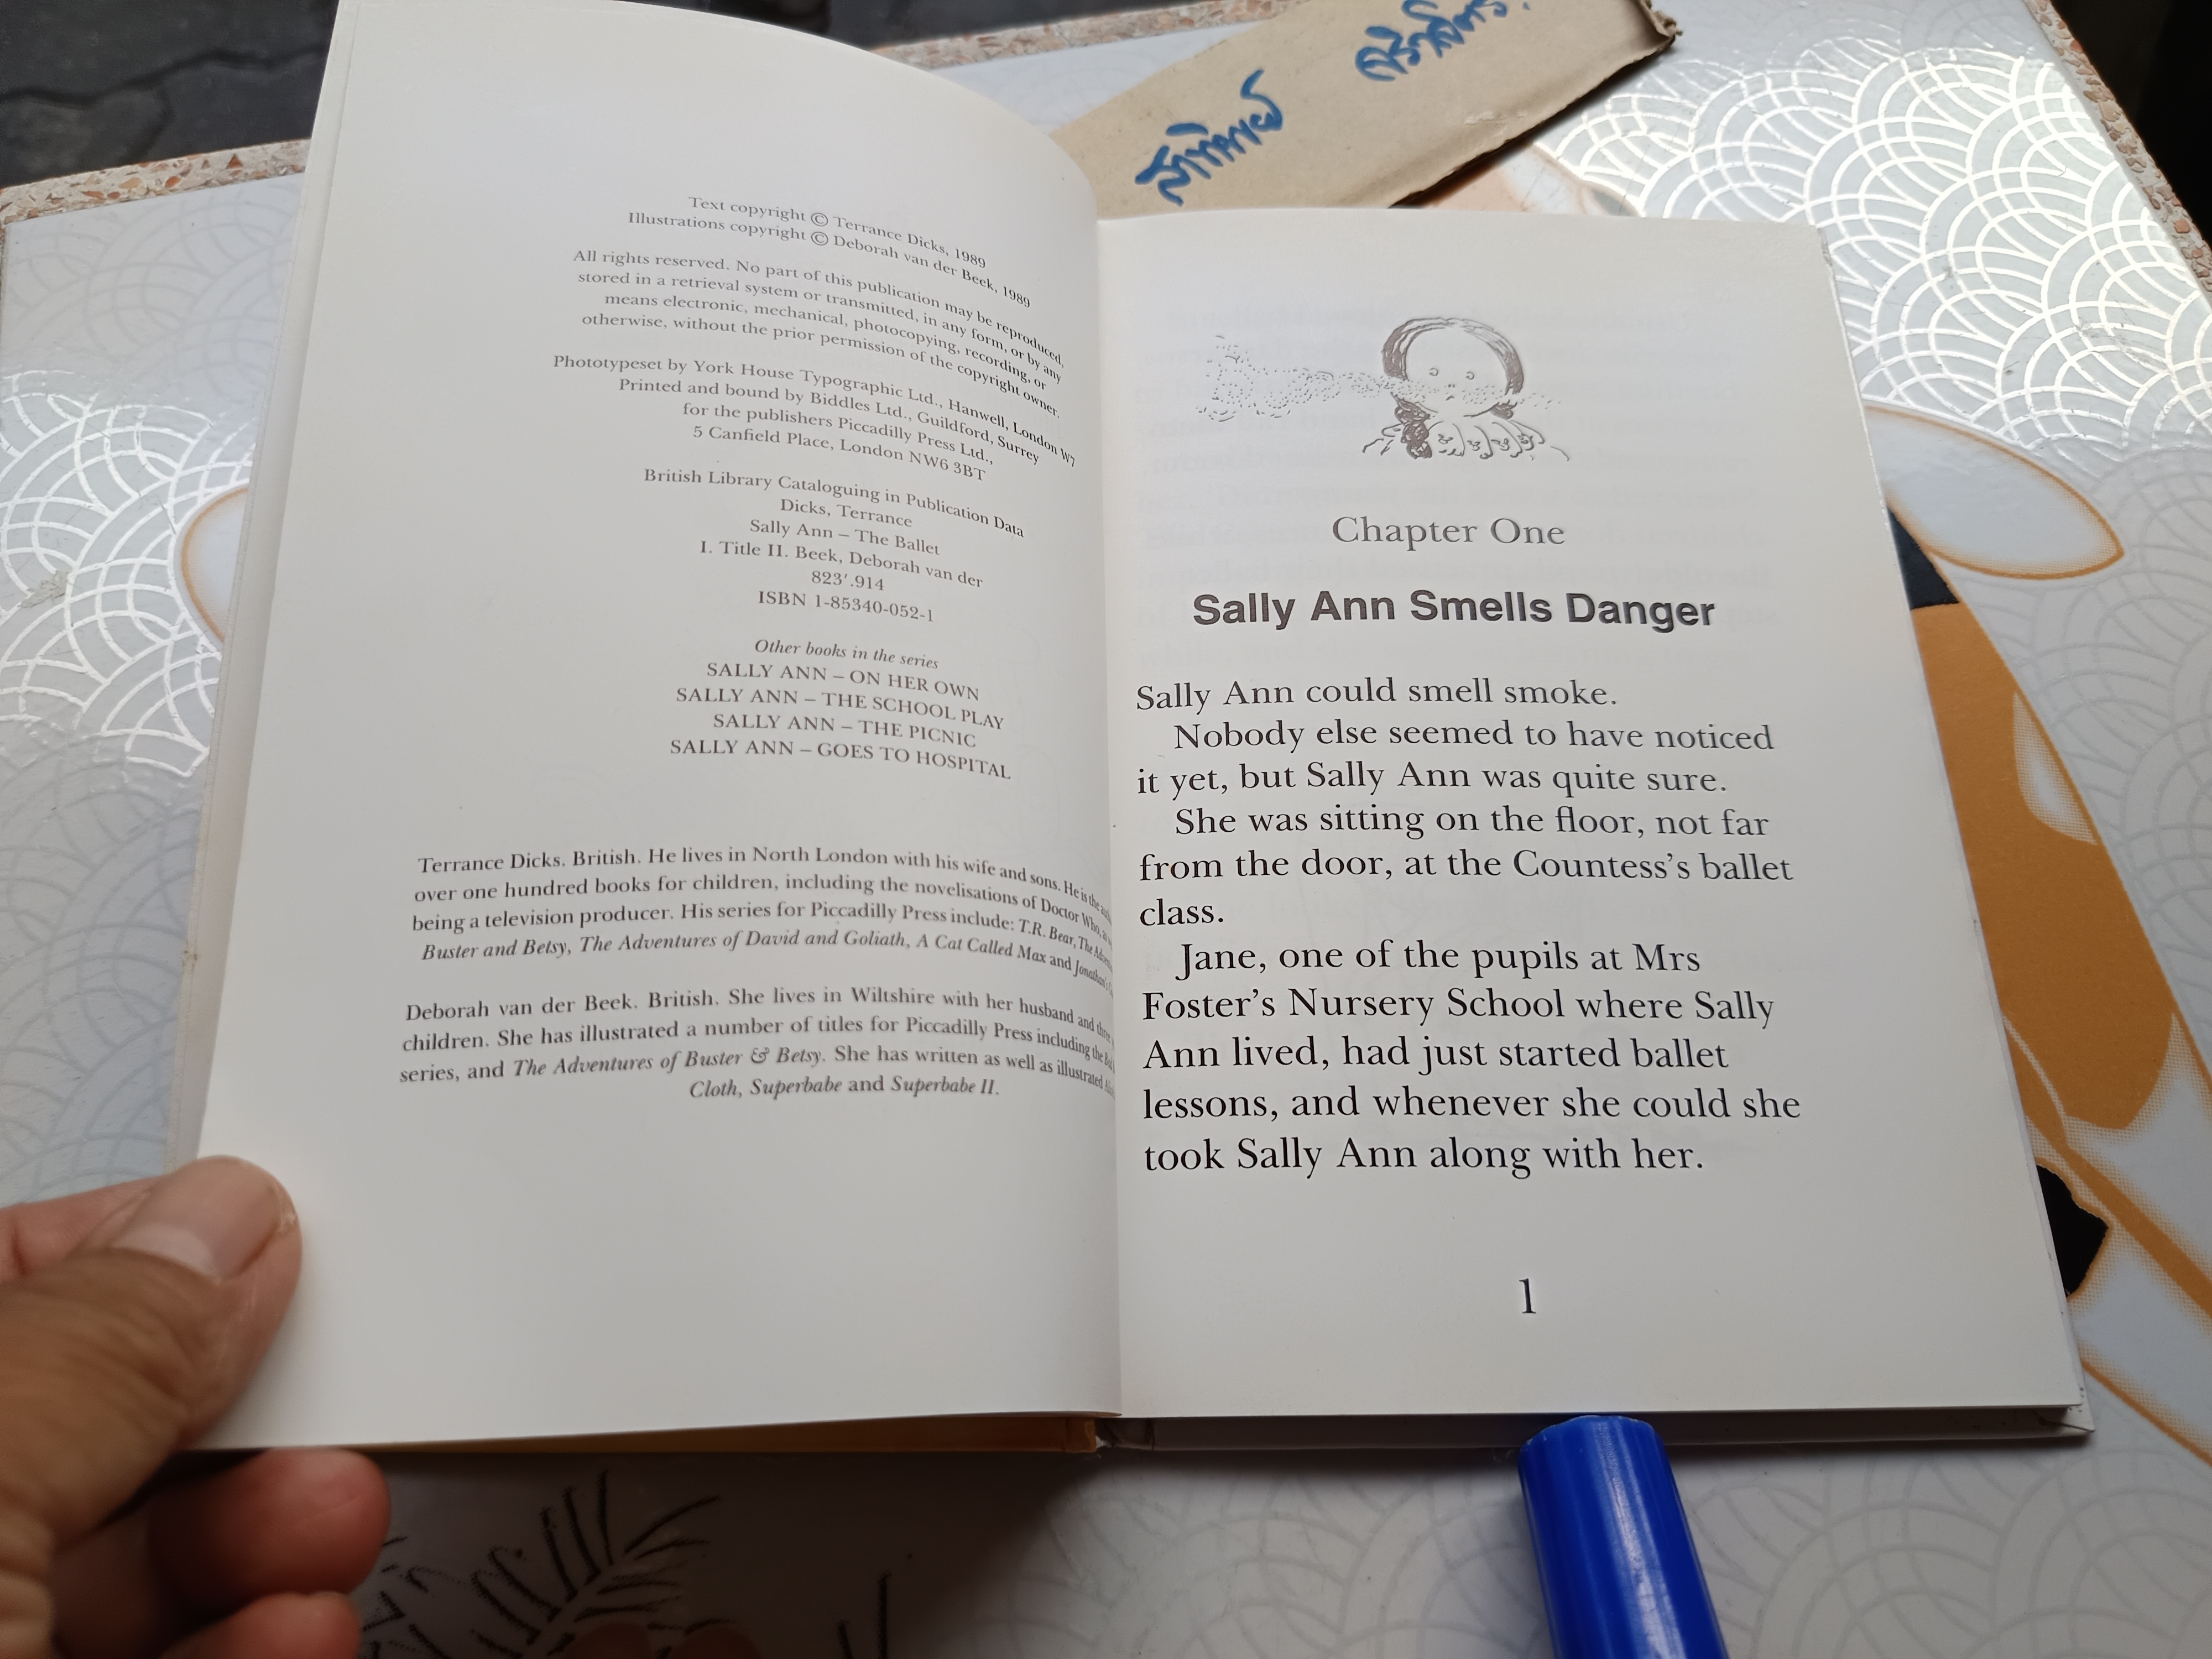 Text copyright © Terrance Dicks, 1989
Illustrations copyright © Deborah van der Beek, 1989
All rights reserved. No part of this publication may be reproduced,
stored in a retrieval system or transmitted, in any form, or by any
means electronic, mechanical, photocopying, recording, or
otherwise, without the prior permission of the copyright owner.
Phototypeset by York House Typographic Ltd., Hanwell, London W7
Printed and bound by Biddles Ltd., Guildford, Surrey
for the publishers Piccadilly Press Ltd.,
5 Canfield Place, London NW6 3BT
British Library Cataloguing in Publication Data
Dicks, Terrance
Sally Ann – The Ballet
I. Title II. Beek, Deborah van der
823′.914
ISBN 1-85340-052-1
Other books in the series
SALLY ANN – ON HER OWN
SALLY ANN – THE SCHOOL PLAY
SALLY ANN – THE PICNIC
SALLY ANN – GOES TO HOSPITAL
Terrance Dicks. British. He lives in North London with his wife and sons. He is the
over one hundred books for children, including the novelisations of Doctor Who,
being a television producer. His series for Piccadilly Press include: T.R. Bear, The
Buster and Betsy, The Adventures of David and Goliath, A Cat Called Max and Jonathan's
Deborah van der Beek. British. She lives in Wiltshire with her husband and three
children. She has illustrated a number of titles for Piccadilly Press including the
series, and The Adventures of Buster & Betsy. She has written as well as illustrated
Cloth, Superbabe and Superbabe II.
Chapter One
Sally Ann Smells Danger
Sally Ann could smell smoke.
Nobody else seemed to have noticed
it yet, but Sally Ann was quite sure.
She was sitting on the floor, not far
from the door, at the Countess's ballet
class.
Jane, one of the pupils at Mrs
Foster's Nursery School where Sally
Ann lived, had just started ballet
lessons, and whenever she could she
took Sally Ann along with her.
1